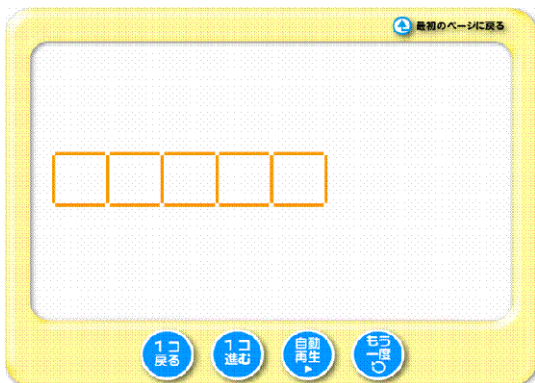 最初のページに戻る
1コ
戻る
1コ
進む
自動
再生
もう
一度